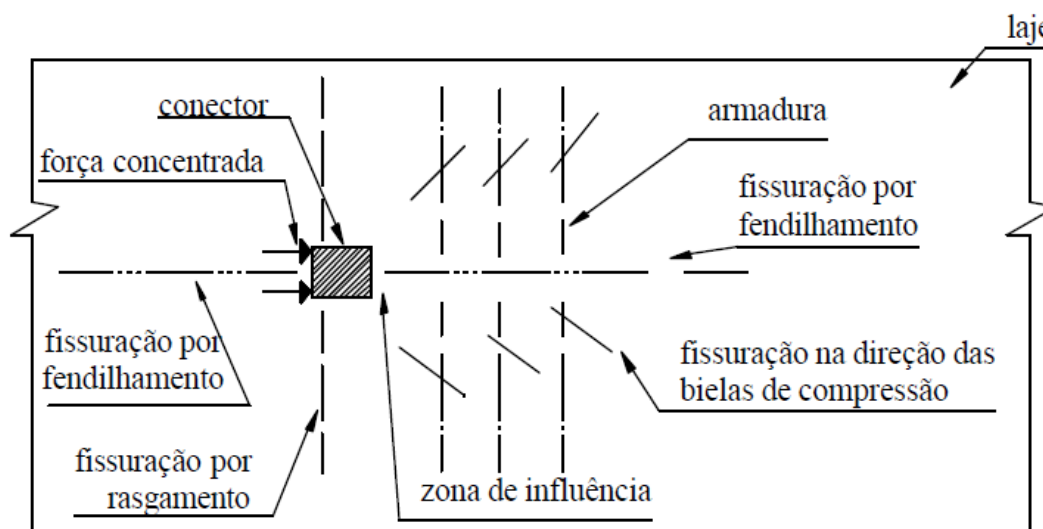 laje
conector
armadura
força concentrada
fissuração por
fendilhamento
fissuração por
fendilhamento
fissuração na direção das
bielas de compressão
fissuração por
rasgamento
zona de influência